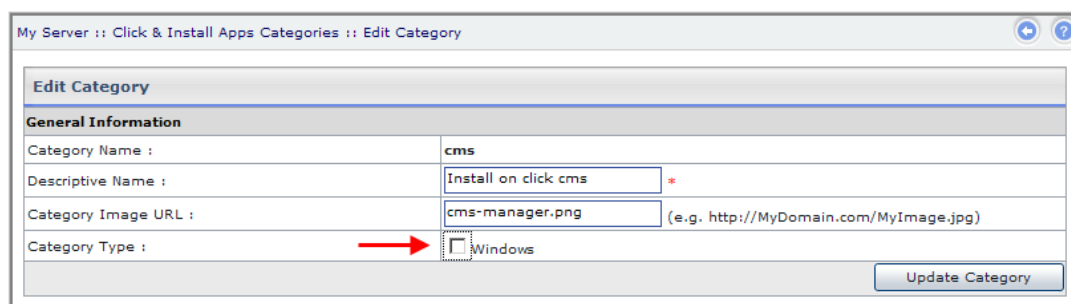 My Server :: Click & Install Apps Categories :: Edit Category
?
Edit Category
General Information
Category Name : cms
Descriptive Name : Install on click cms *
Category Image URL : cms-manager.png (e.g. http://MyDomain.com/MyImage.jpg)
Category Type : Windows
Update Category